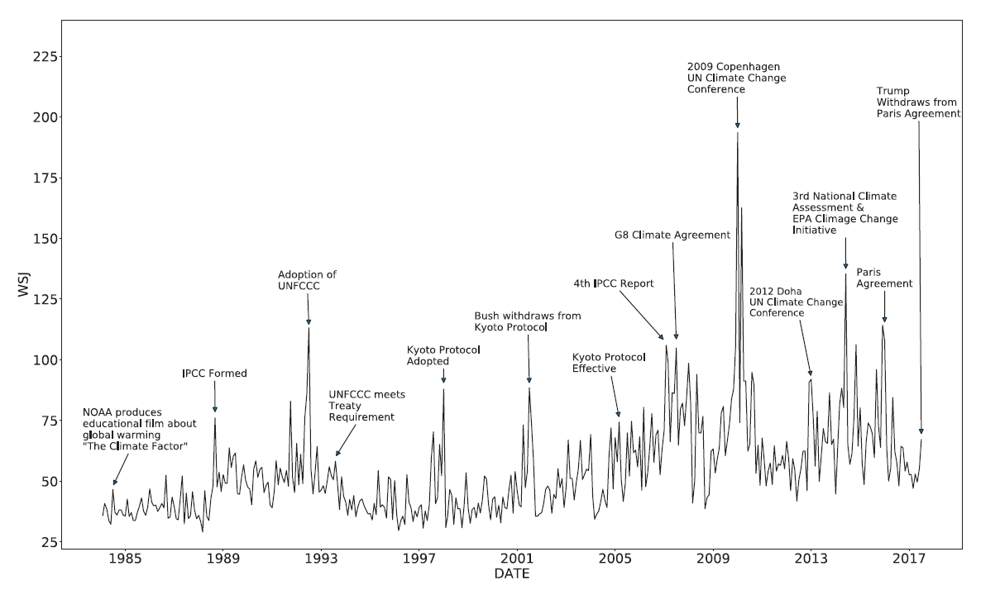 225
200
175
150
125
100
75
50
25
WSJ
NOAA produces
educational film about
global warming
"The Climate Factor"
IPCC Formed
Adoption of
UNFCCC
UNFCCC meets
Treaty
Requirement
Kyoto Protocol
Adopted
Bush withdraws from
Kyoto Protocol
Kyoto Protocol
Effective
4th IPCC Report
G8 Climate Agreement
2009 Copenhagen
UN Climate Change
Conference
2012 Doha
UN Climate Change
Conference
3rd National Climate
Assessment &
EPA Climage Change
Initiative
Paris
Agreement
Trump
Withdraws from
Paris Agreement
1985 1989 1993 1997 2001 2005 2009 2013 2017
DATE